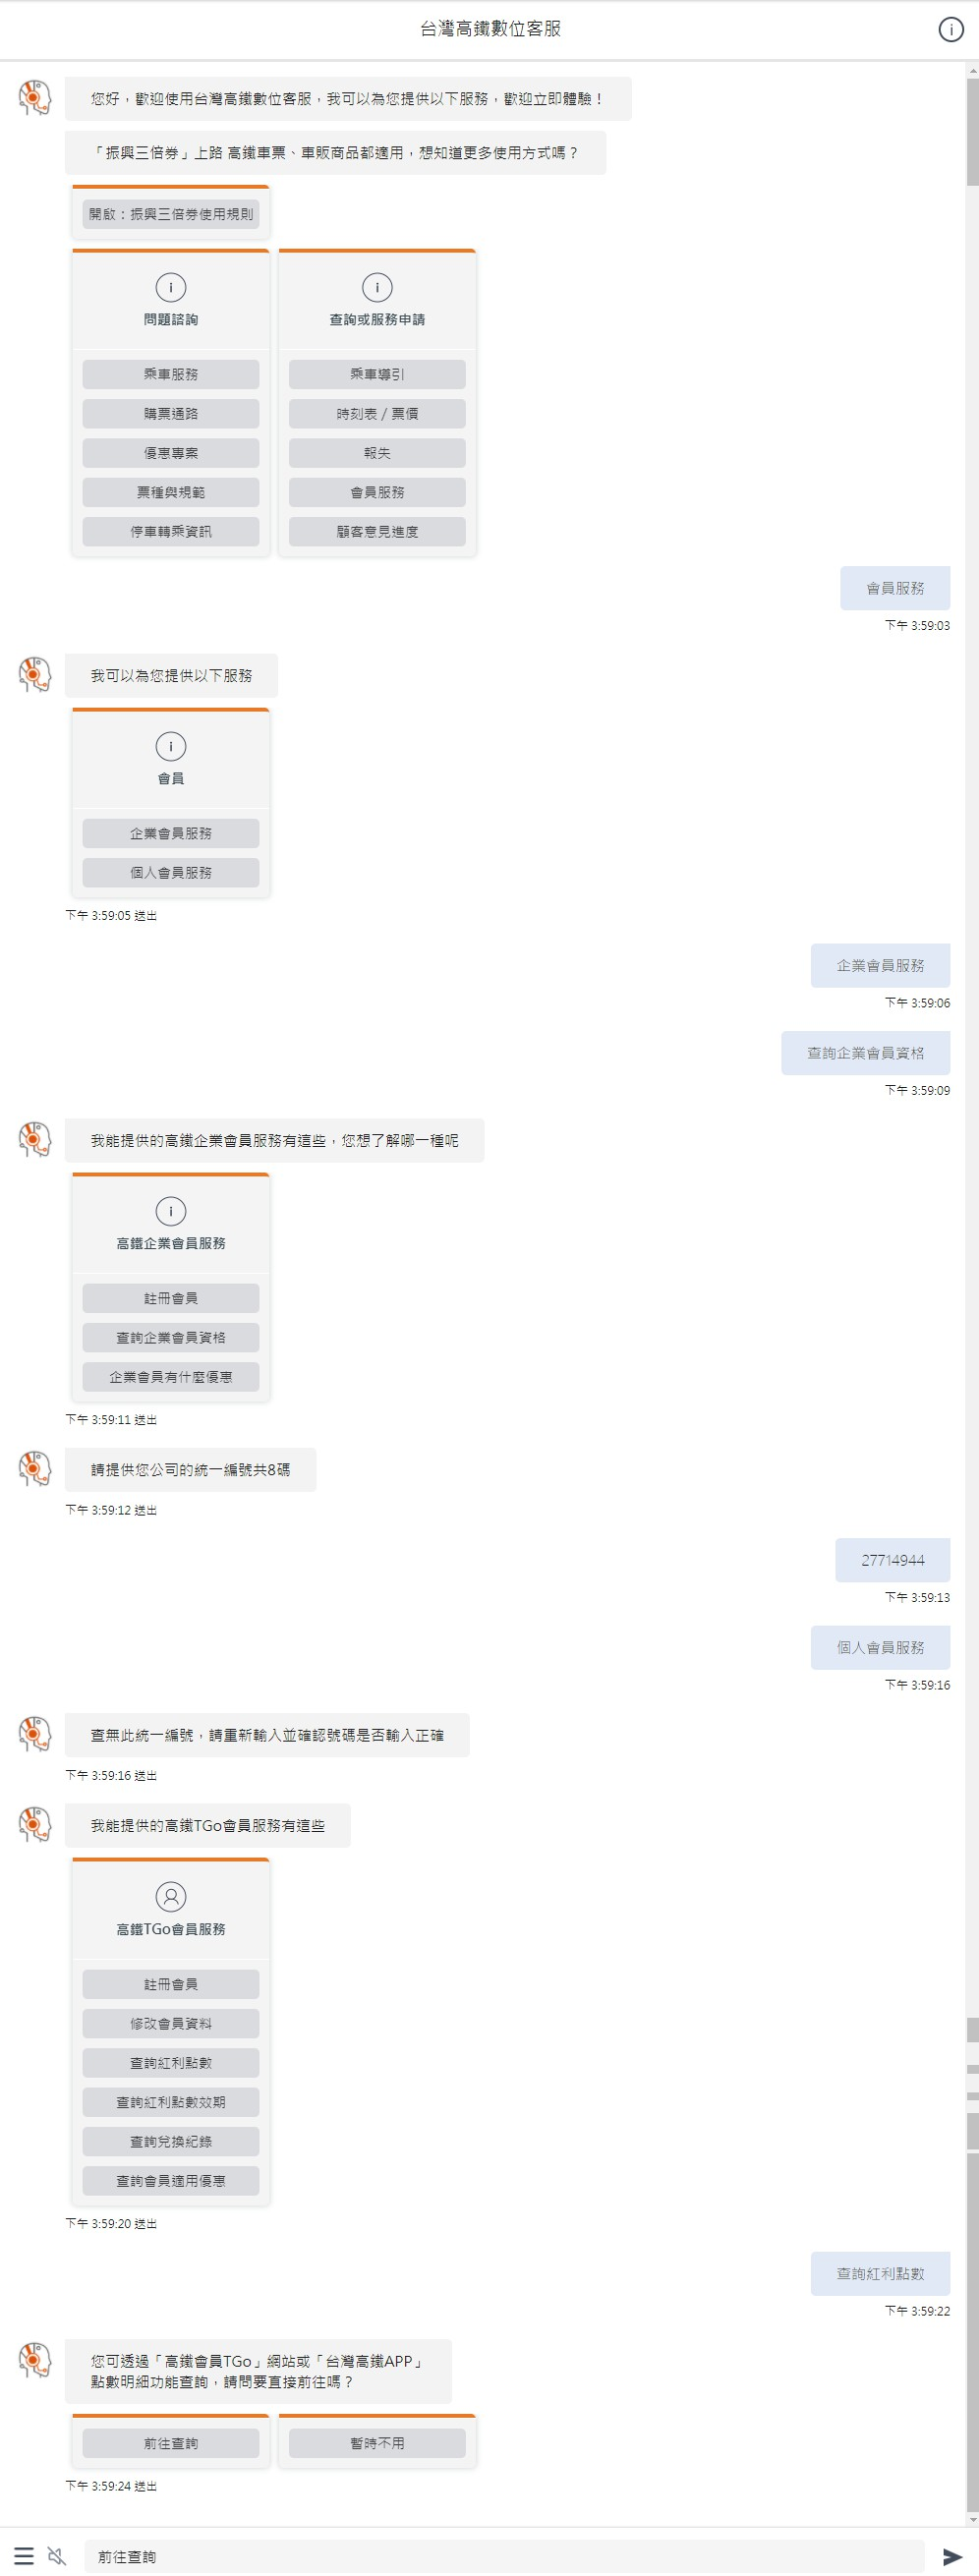 台灣高鐵數位客服
您好，歡迎使用台灣高鐵數位客服，我可以為您提供以下服務，歡迎立即體驗！
「振興三倍券」上路 高鐵車票、車販商品都適用，想知道更多使用方式嗎？
開啟：振興三倍券使用規則
問題諮詢
乘車服務
購票通路
優惠專案
票種與規範
停車轉乘資訊
查詢或服務申請
乘車導引
時刻表 / 票價
報失
會員服務
顧客意見進度
會員服務
下午 3:59:03
我可以為您提供以下服務
會員
企業會員服務
個人會員服務
下午 3:59:05 送出
企業會員服務
下午 3:59:06
查詢企業會員資格
下午 3:59:09
我能提供的高鐵企業會員服務有這些，您想了解哪一種呢
高鐵企業會員服務
註冊會員
查詢企業會員資格
企業會員有什麼優惠
下午 3:59:11 送出
請提供您公司的統一編號共8碼
下午 3:59:12 送出
27714944
下午 3:59:13
個人會員服務
下午 3:59:16
查無此統一編號，請重新輸入並確認號碼是否輸入正確
下午 3:59:16 送出
我能提供的高鐵TGo會員服務有這些
高鐵TGo會員服務
註冊會員
修改會員資料
查詢紅利點數
查詢紅利點數效期
查詢兌換紀錄
查詢會員適用優惠
下午 3:59:20 送出
查詢紅利點數
下午 3:59:22
您可透過「高鐵會員TGo」網站或「台灣高鐵APP」
點數明細功能查詢，請問要直接前往嗎？
前往查詢
暫時不用
下午 3:59:24 送出
前往查詢